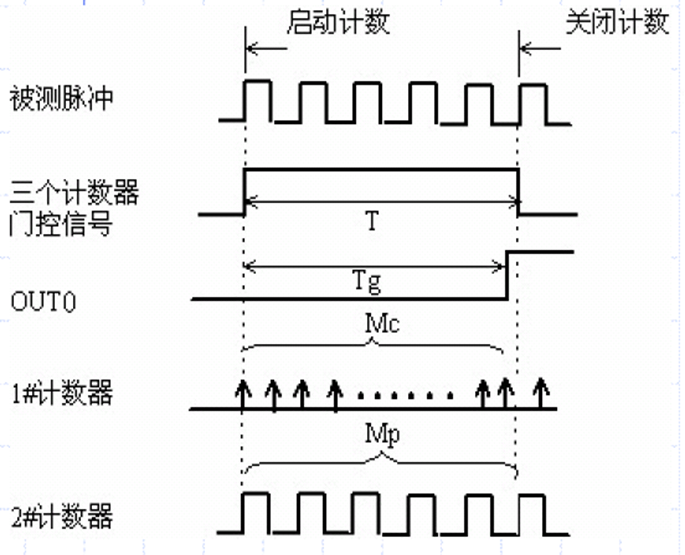 启动计数
关闭计数
被测脉冲
三个计数器
门控信号
T
Tg
OUT0
Mc
1#计数器
Mp
2#计数器